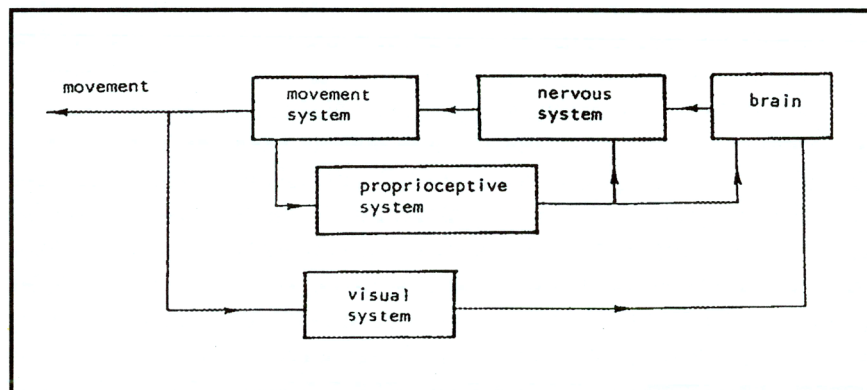 movement
movement
system
nervous
system
brain
proprioceptive
system
visual
system